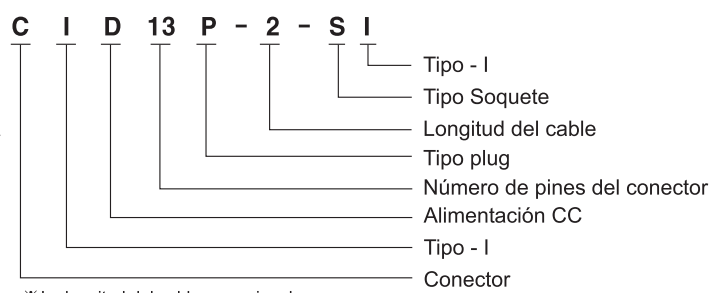 C I D 13 P - 2 - S I
Tipo - I
Tipo Soquete
Longitud del cable
Tipo plug
Número de pines del conector
Alimentación CC
Tipo - I
Conector